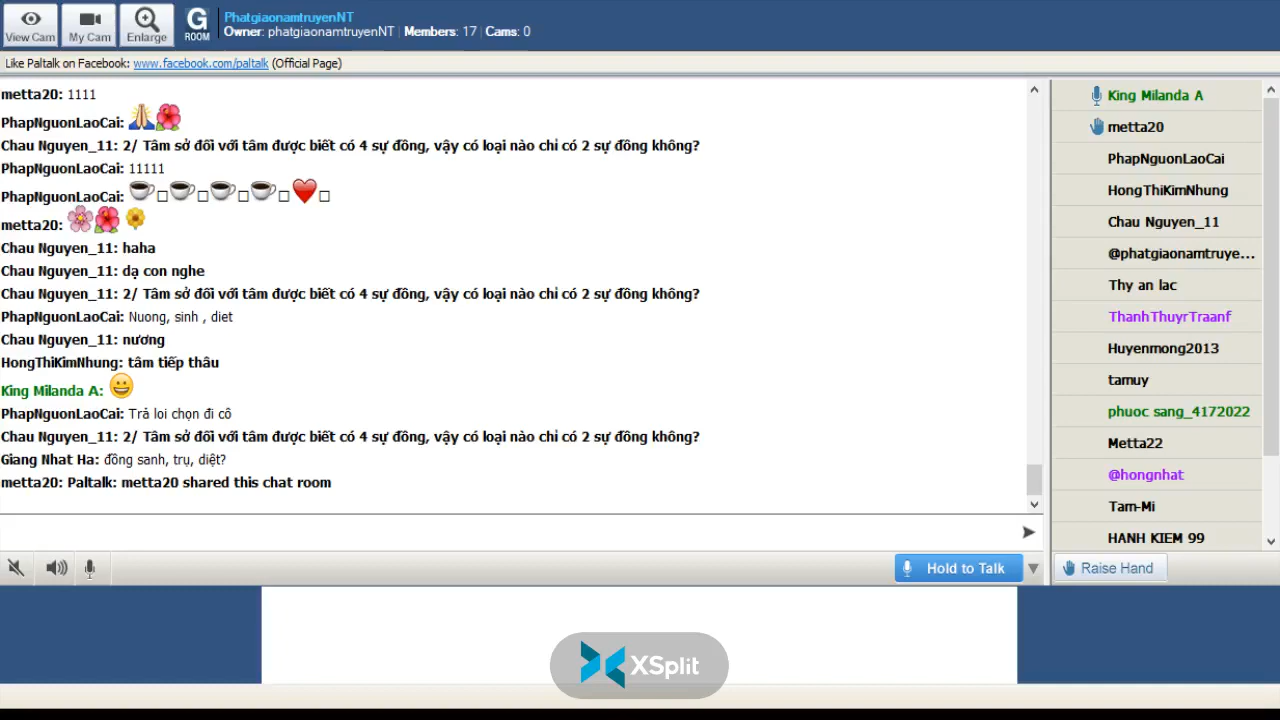 View Cam
My Cam
Enlarge
G
ROOM
PhatgiaonamtruyenNT
Owner: phatgiaonamtruyenNT | Members: 17 | Cams: 0
Like Paltalk on Facebook: www.facebook.com/paltalk (Official Page)
metta20: 1111
PhapNguonLaoCai:
Chau Nguyen_11: 2/ Tâm sở đối với tâm được biết có 4 sự đồng, vậy có loại nào chỉ có 2 sự đồng không?
PhapNguonLaoCai: 11111
PhapNguonLaoCai:
metta20:
Chau Nguyen_11: haha
Chau Nguyen_11: dạ con nghe
Chau Nguyen_11: 2/ Tâm sở đối với tâm được biết có 4 sự đồng, vậy có loại nào chỉ có 2 sự đồng không?
PhapNguonLaoCai: Nuong, sinh , diet
Chau Nguyen_11: nương
HongThiKimNhung: tâm tiếp thâu
King Milanda A:
PhapNguonLaoCai: Trả loi chọn đi cô
Chau Nguyen_11: 2/ Tâm sở đối với tâm được biết có 4 sự đồng, vậy có loại nào chỉ có 2 sự đồng không?
Giang Nhat Ha: đồng sanh, trụ, diệt?
metta20: Paltalk: metta20 shared this chat room
King Milanda A
metta20
PhapNguonLaoCai
HongThiKimNhung
Chau Nguyen_11
@phatgiaonamtruye...
Thy an lac
ThanhThuyrTraanf
Huyenmong2013
tamuy
phuoc sang_4172022
Metta22
@hongnhat
Tam-Mi
HANH KIEM 99
Hold to Talk
Raise Hand
XSplit